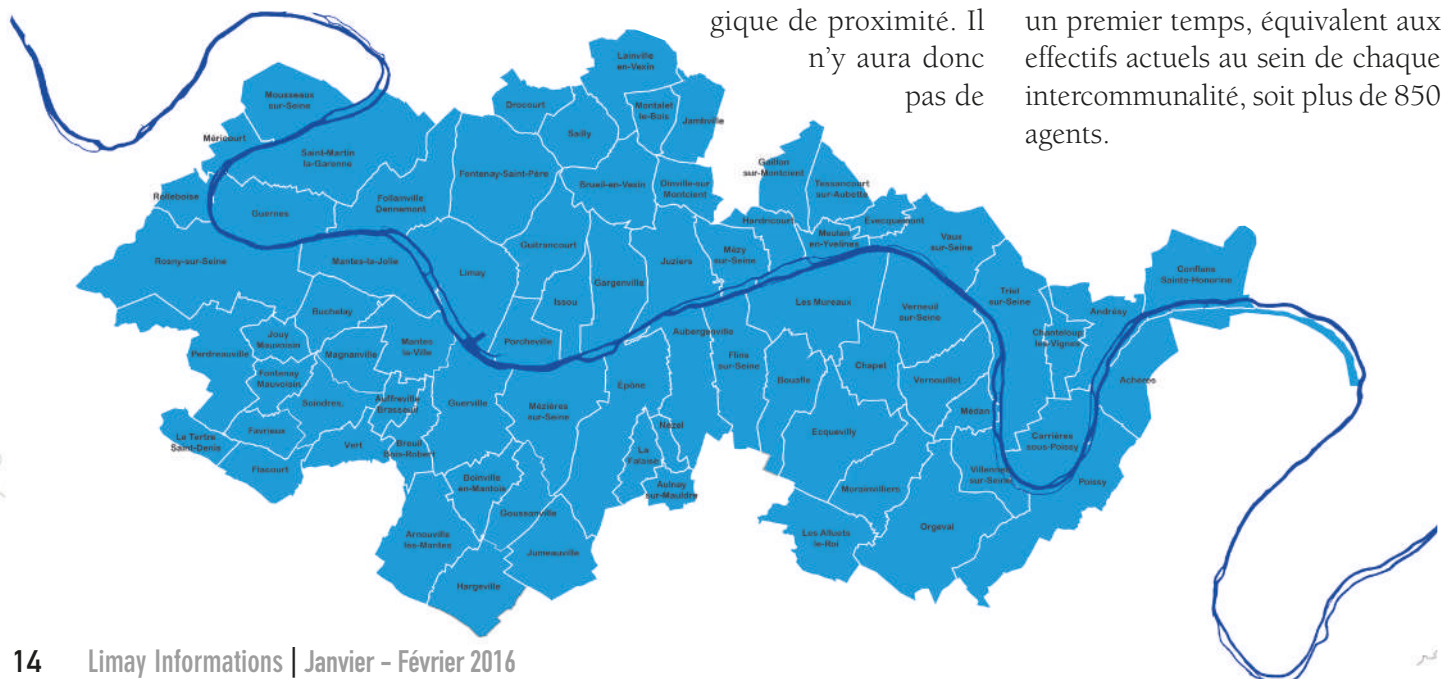 gique de proximité. Il
n'y aura donc
pas de
un premier temps, équivalent aux
effectifs actuels au sein de chaque
intercommunalité, soit plus de 850
agents.
Lainville
en-Vexin
Mousseaux
sur-Seine
Drocourt
Montalet
le-Bois
Jambville
Sailly
Méricourt
Saint-Martin
la-Garenne
Fontenay-Saint-Père
Brueil-en-Vexin
Oinville-sur
Montcient
Gaillon
sur-Montcient
Tessancourt
sur-Aubette
Rolleboise
Guernes
Follainville
Dennemont
Hardricourt
Evecquemont
Meulan
en-Yvelines
Vaux
sur-Seine
Guitrancourt
Rosny-sur-Seine
Mantes-la-Jolie
Limay
Juziers
Mézy
sur-Seine
Conflans
Sainte-Honorine
Issou
Gargenville
Les Mureaux
Verneuil
sur-Seine
Triel
sur-Seine
Andrésy
Buchelay
Chanteloup
les-Vignes
Jouy
Mauvoisin
Mantes
la-Ville
Porcheville
Aubergenville
Perdreauville
Magnanville
Flins
sur-Seine
Chapet
Achères
Fontenay
Mauvoisin
Epône
Bouafle
Vernouillet
Soindres.
Auffreville
Brasseuil
Guerville
Mézières
sur-Seine
Médan
Favrieux
Nézel
Ecquevilly
Carrières
sous-Poissy
Le Tertre
Saint-Denis
Vert
Breuil
Bois-Robert
La
Falaise
Flacourt
Villennes
sur-Seine
Poissy
Boinville
en-Mantois
Aulnay
sur-Mauldre
Morainvilliers
Goussonville
Orgeval
Arnouville
lès-Mantes
Les Alluets
le-Roi
Jumeauville
Hargeville
14 Limay Informations | Janvier – Février 2016